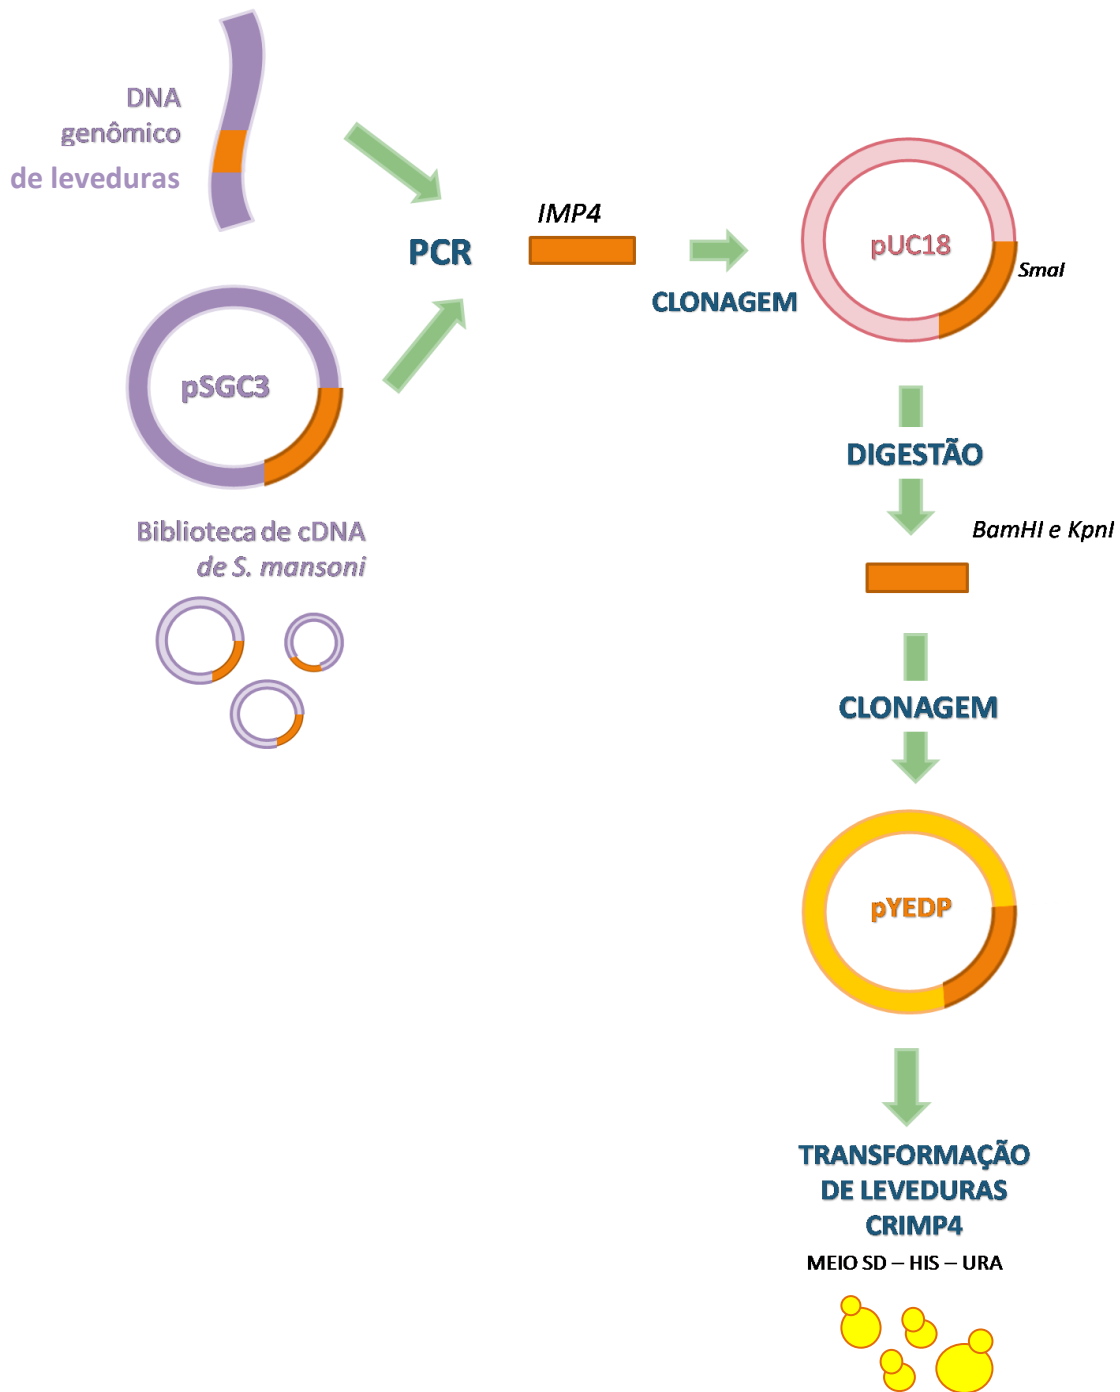 DNA
genômico
de leveduras
pSGC3
Biblioteca de cDNA
de S. mansoni
PCR
IMP4
CLONAGEM
pUC18
SmaI
DIGESTÃO
BamHI e KpnI
CLONAGEM
pYEDP
TRANSFORMAÇÃO
DE LEVEDURAS
CRIMP4
MEIO SD – HIS – URA